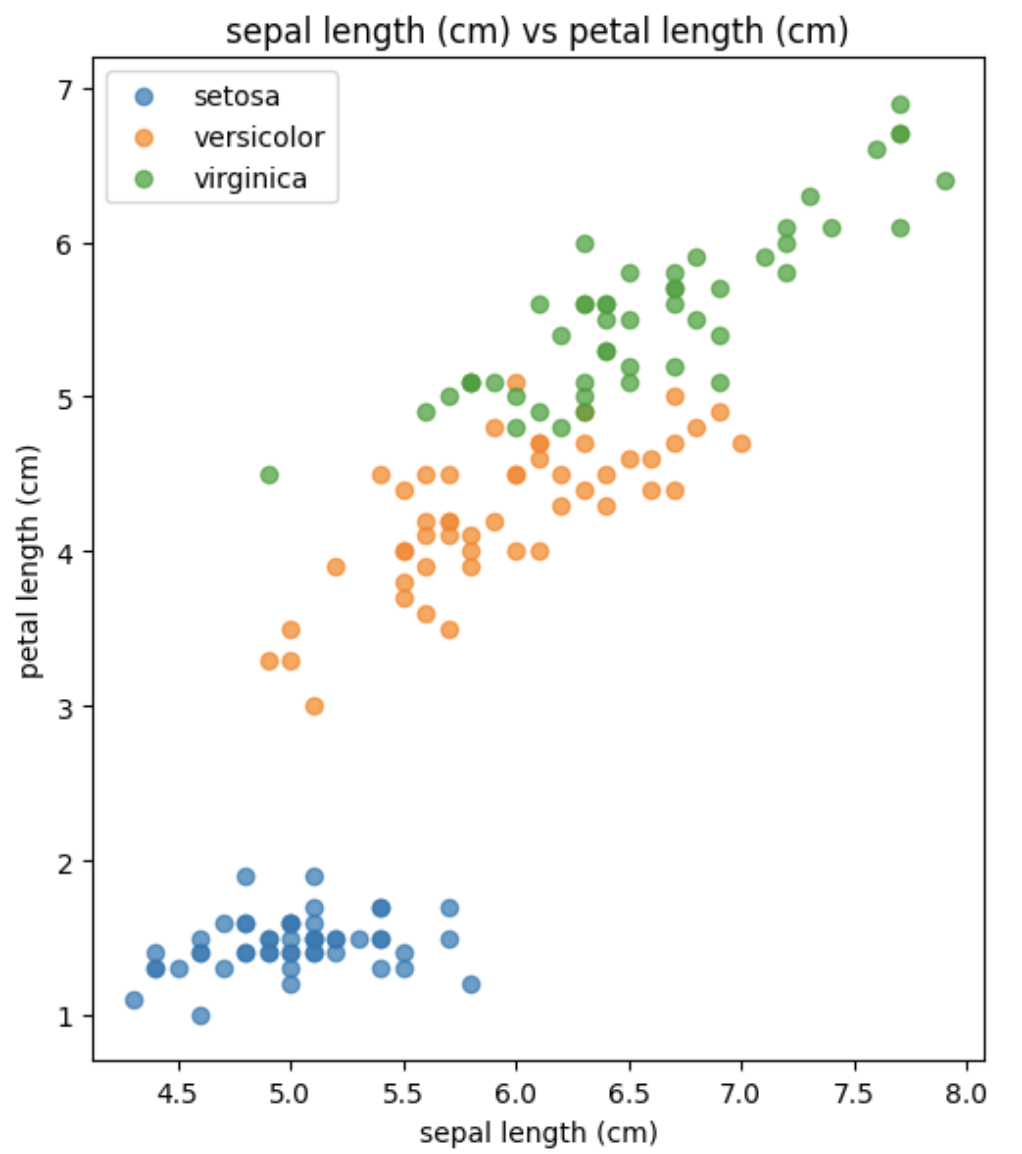 sepal length (cm) vs petal length (cm)
setosa
versicolor
virginica
7
6
5
4
3
2
1
petal length (cm)
4.5 5.0 5.5 6.0 6.5 7.0 7.5 8.0
sepal length (cm)